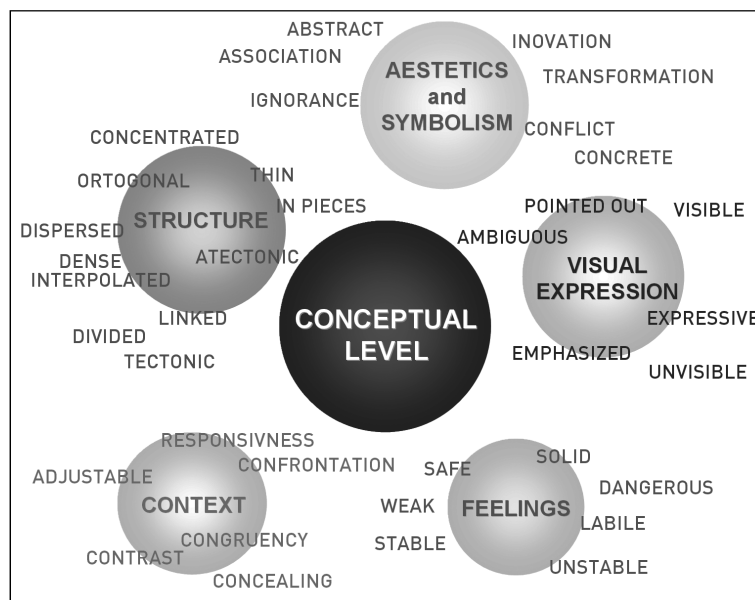 ABSTRACT
INOVATION
ASSOCIATION
AESTETICS
and
SYMBOLISM
TRANSFORMATION
IGNORANCE
CONFLICT
CONCRETE
CONCENTRATED
ORTOGONAL
THIN
IN PIECES
STRUCTURE
DISPERSED
DENSE
ATECTONIC
INTERPOLATED
LINKED
DIVIDED
TECTONIC
POINTED OUT
VISIBLE
AMBIGUOUS
VISUAL
EXPRESSION
EXPRESSIVE
EMPHASIZED
UNVISIBLE
CONCEPTUAL
LEVEL
RESPONSIVNESS
CONFRONTATION
ADJUSTABLE
CONTEXT
CONGRUENCY
CONTRAST
CONCEALING
SOLID
SAFE
DANGEROUS
WEAK
FEELINGS
LABILE
STABLE
UNSTABLE